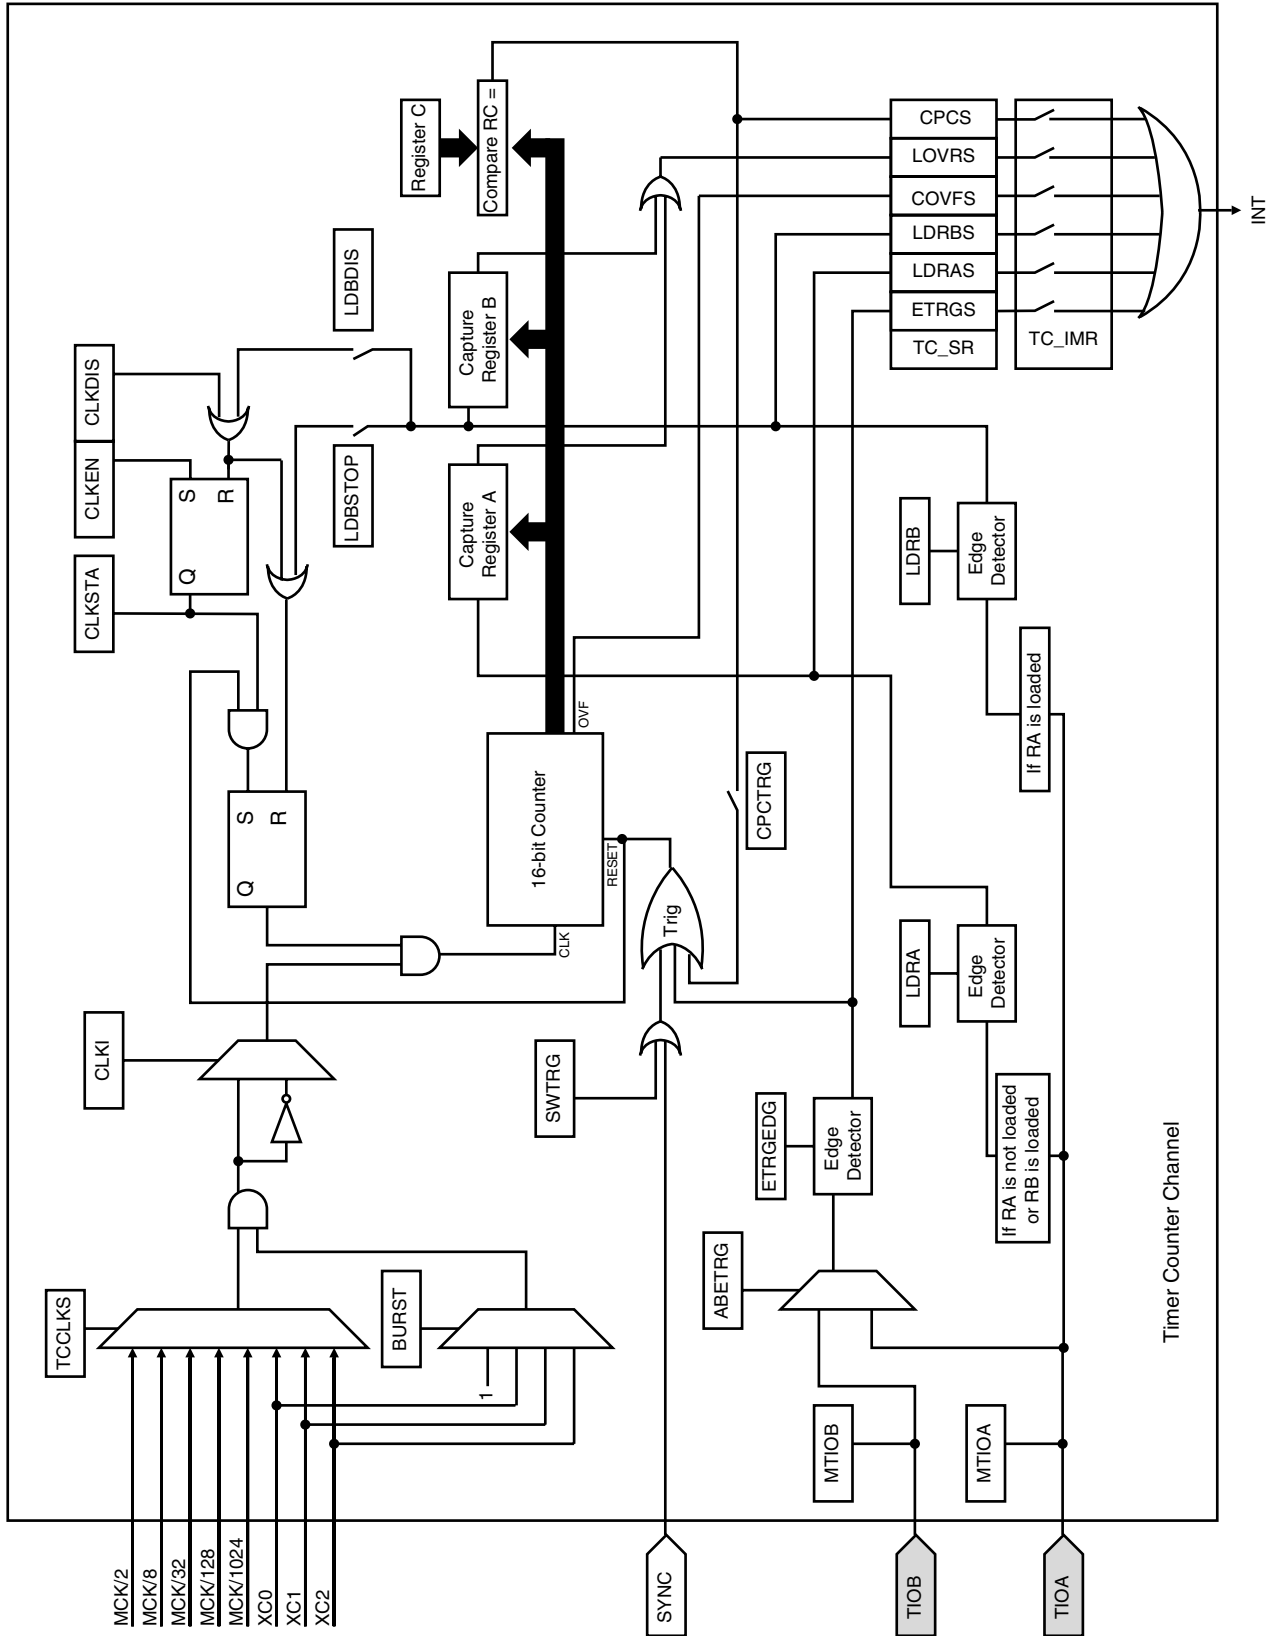 MCK/2
MCK/8
MCK/32
MCK/128
MCK/1024
XC0
XC1
XC2
TCCLKS
CLKI
CLKSTA
CLKEN
CLKDIS
Q
S
R
BURST
1
Q
S
R
LDBSTOP
LDBDIS
Register C
Capture
Register A
Capture
Register B
Compare RC =
SWTRG
16-bit Counter
CLK
RESET
OVF
Trig
SYNC
CPCTRG
ABETRG
ETRGEDG
Edge
Detector
MTIOB
TIOB
MTIOA
TIOA
LDRA
Edge
Detector
If RA is not loaded
or RB is loaded
LDRB
Edge
Detector
If RA is loaded
CPCS
LOVRS
COVFS
LDRBS
LDRAS
ETRGS
TC_SR
TC_IMR
INT
Timer Counter Channel